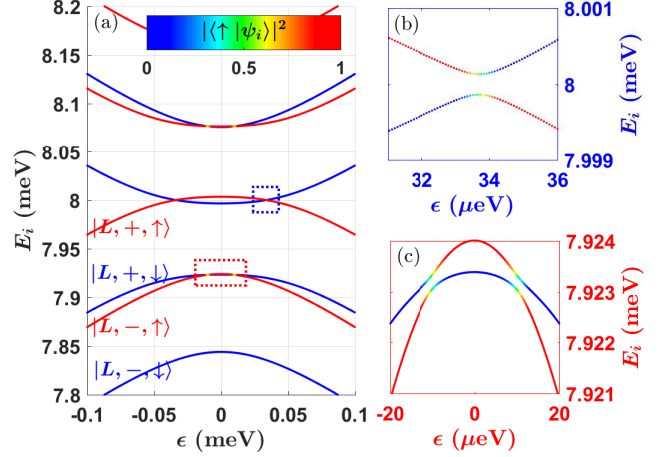 (a)
|⟨↑ |ψᵢ⟩|²
0
0.5
1
8.2
8.15
8.1
8.05
8
7.95
7.9
7.85
7.8
Eᵢ (meV)
|L, +, ↑⟩
|L, +, ↓⟩
|L, −, ↑⟩
|L, −, ↓⟩
-0.1
-0.05
0
0.05
0.1
ϵ (meV)
(b)
8.001
8
7.999
Eᵢ (meV)
32
34
36
ϵ (μeV)
(c)
7.924
7.923
7.922
7.921
Eᵢ (meV)
-20
0
20
ϵ (μeV)